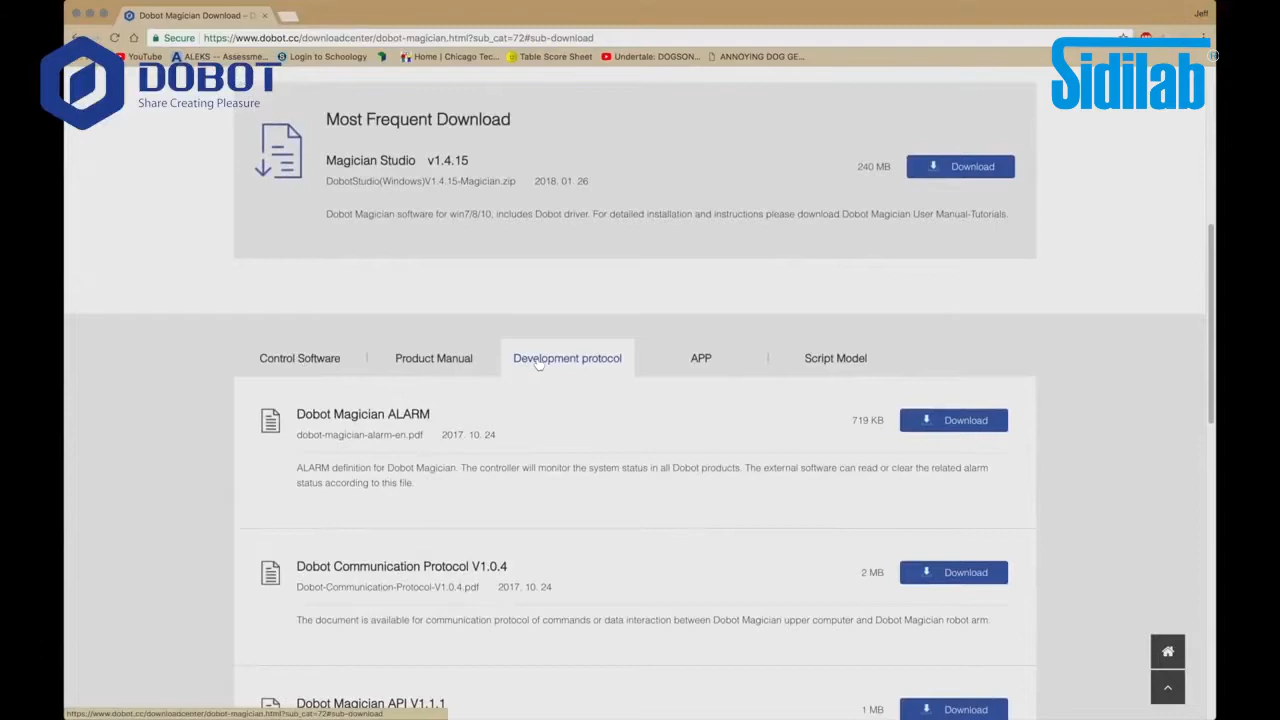 Dobot Magician Download – D
Jeff
Secure https://www.dobot.cc/downloadcenter/dobot-magician.html?sub_cat=72#sub-download
YouTube ALEKS -- Assessme... Login to Schoology Home | Chicago Tec... Table Score Sheet Undertale: DOGSON... ANNOYING DOG GE...
DOBOT
Share Creating Pleasure
Sidilab
Most Frequent Download
Magician Studio v1.4.15
240 MB Download
DobotStudio(Windows)V1.4.15-Magician.zip 2018. 01. 26
Dobot Magician software for win7/8/10, includes Dobot driver. For detailed installation and instructions please download Dobot Magician User Manual-Tutorials.
Control Software | Product Manual Development protocol APP | Script Model
Dobot Magician ALARM
719 KB Download
dobot-magician-alarm-en.pdf 2017. 10. 24
ALARM definition for Dobot Magician. The controller will monitor the system status in all Dobot products. The external software can read or clear the related alarm
status according to this file.
Dobot Communication Protocol V1.0.4
2 MB Download
Dobot-Communication-Protocol-V1.0.4.pdf 2017. 10. 24
The document is available for communication protocol of commands or data interaction between Dobot Magician upper computer and Dobot Magician robot arm.
Dobot Magician API V1.1.1
1 MB Download
https://www.dobot.cc/downloadcenter/dobot-magician.html?sub_cat=72#sub-download